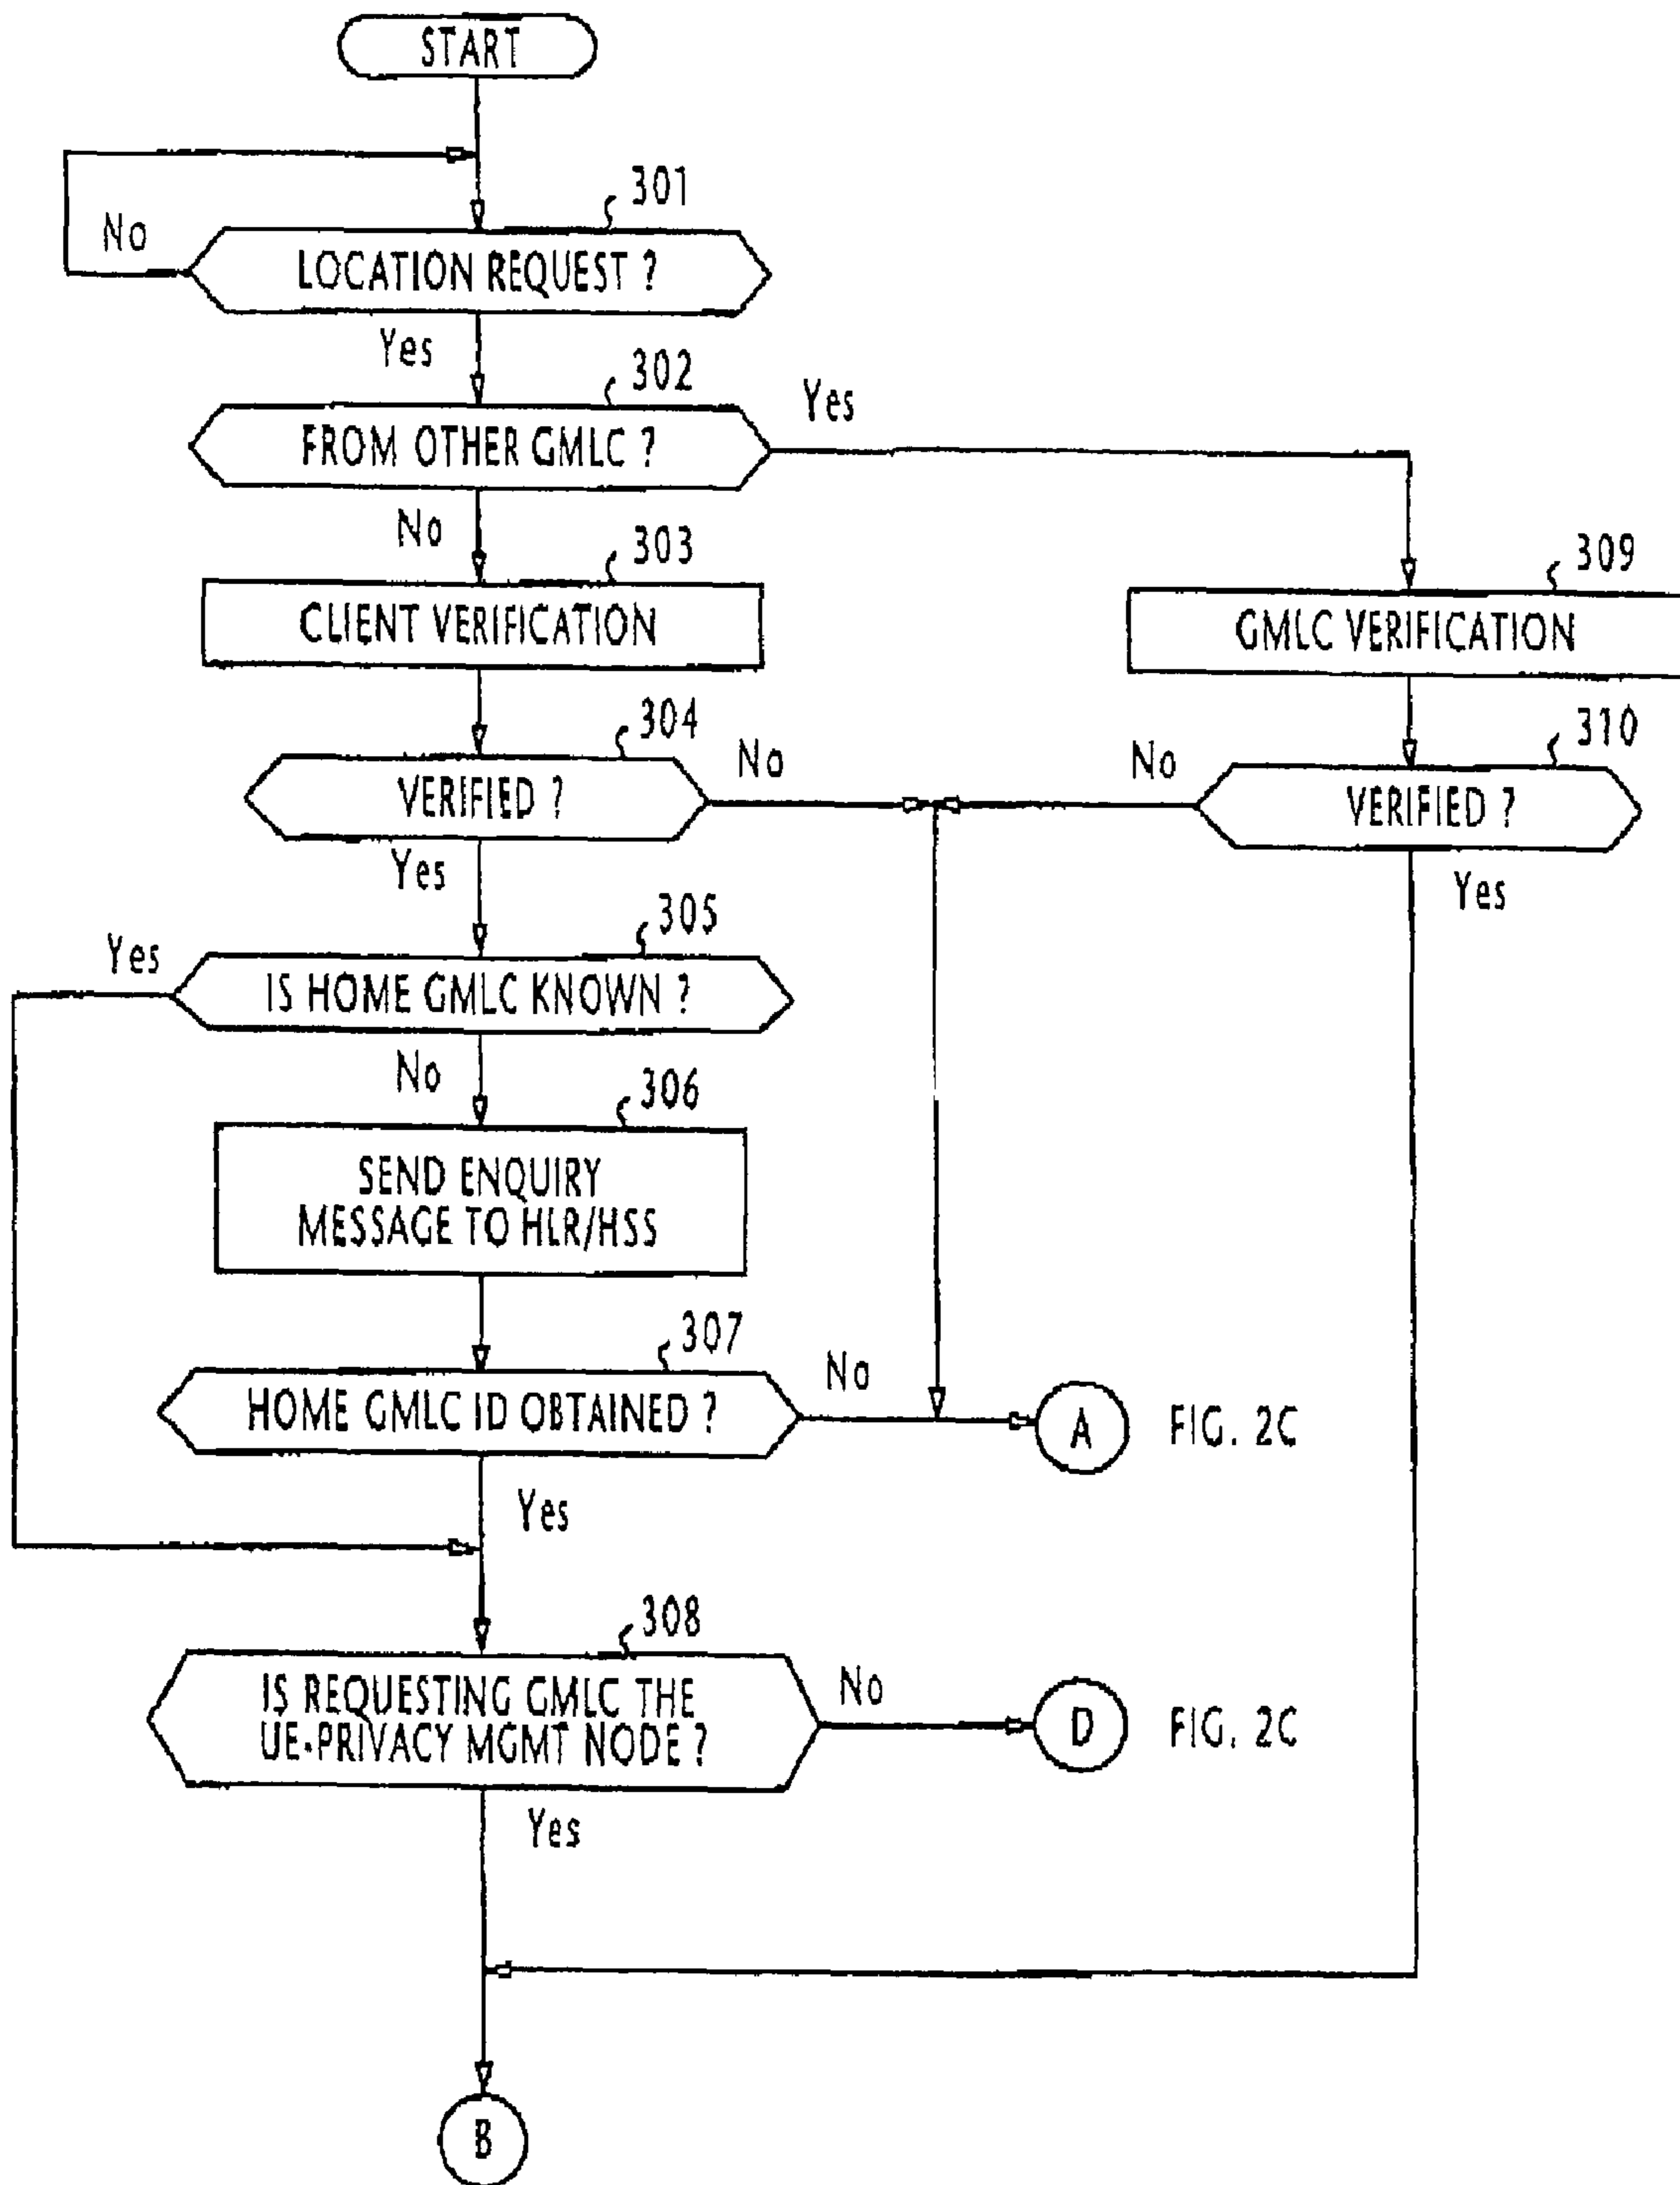 START
301
No
LOCATION REQUEST ?
Yes
302
Yes
FROM OTHER GMLC ?
No
303
309
CLIENT VERIFICATION
GMLC VERIFICATION
304
310
No
No
VERIFIED ?
VERIFIED ?
Yes
Yes
305
Yes
IS HOME GMLC KNOWN ?
No
306
SEND ENQUIRY
MESSAGE TO HLR/HSS
307
No
HOME GMLC ID OBTAINED ?
A
FIG. 2C
Yes
308
IS REQUESTING GMLC THE
UE-PRIVACY MGMT NODE ?
No
D
FIG. 2C
Yes
B